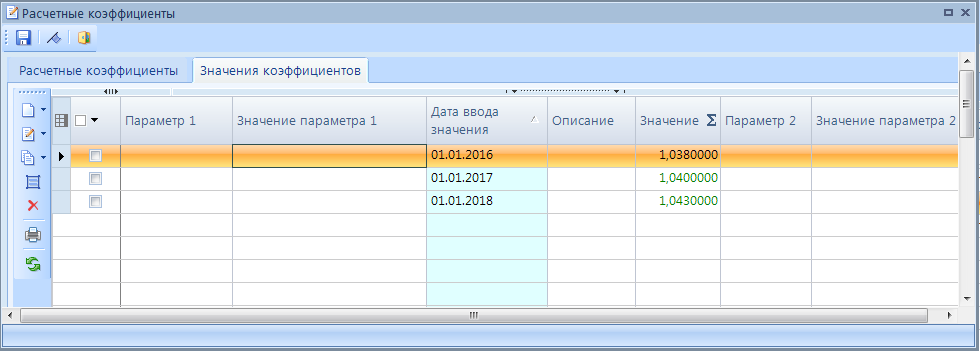 Расчетные коэффициенты
Расчетные коэффициенты Значения коэффициентов
Параметр 1 Значение параметра 1 Дата ввода значения Описание Значение Σ Параметр 2 Значение параметра 2
01.01.2016 1,0380000
01.01.2017 1,0400000
01.01.2018 1,0430000